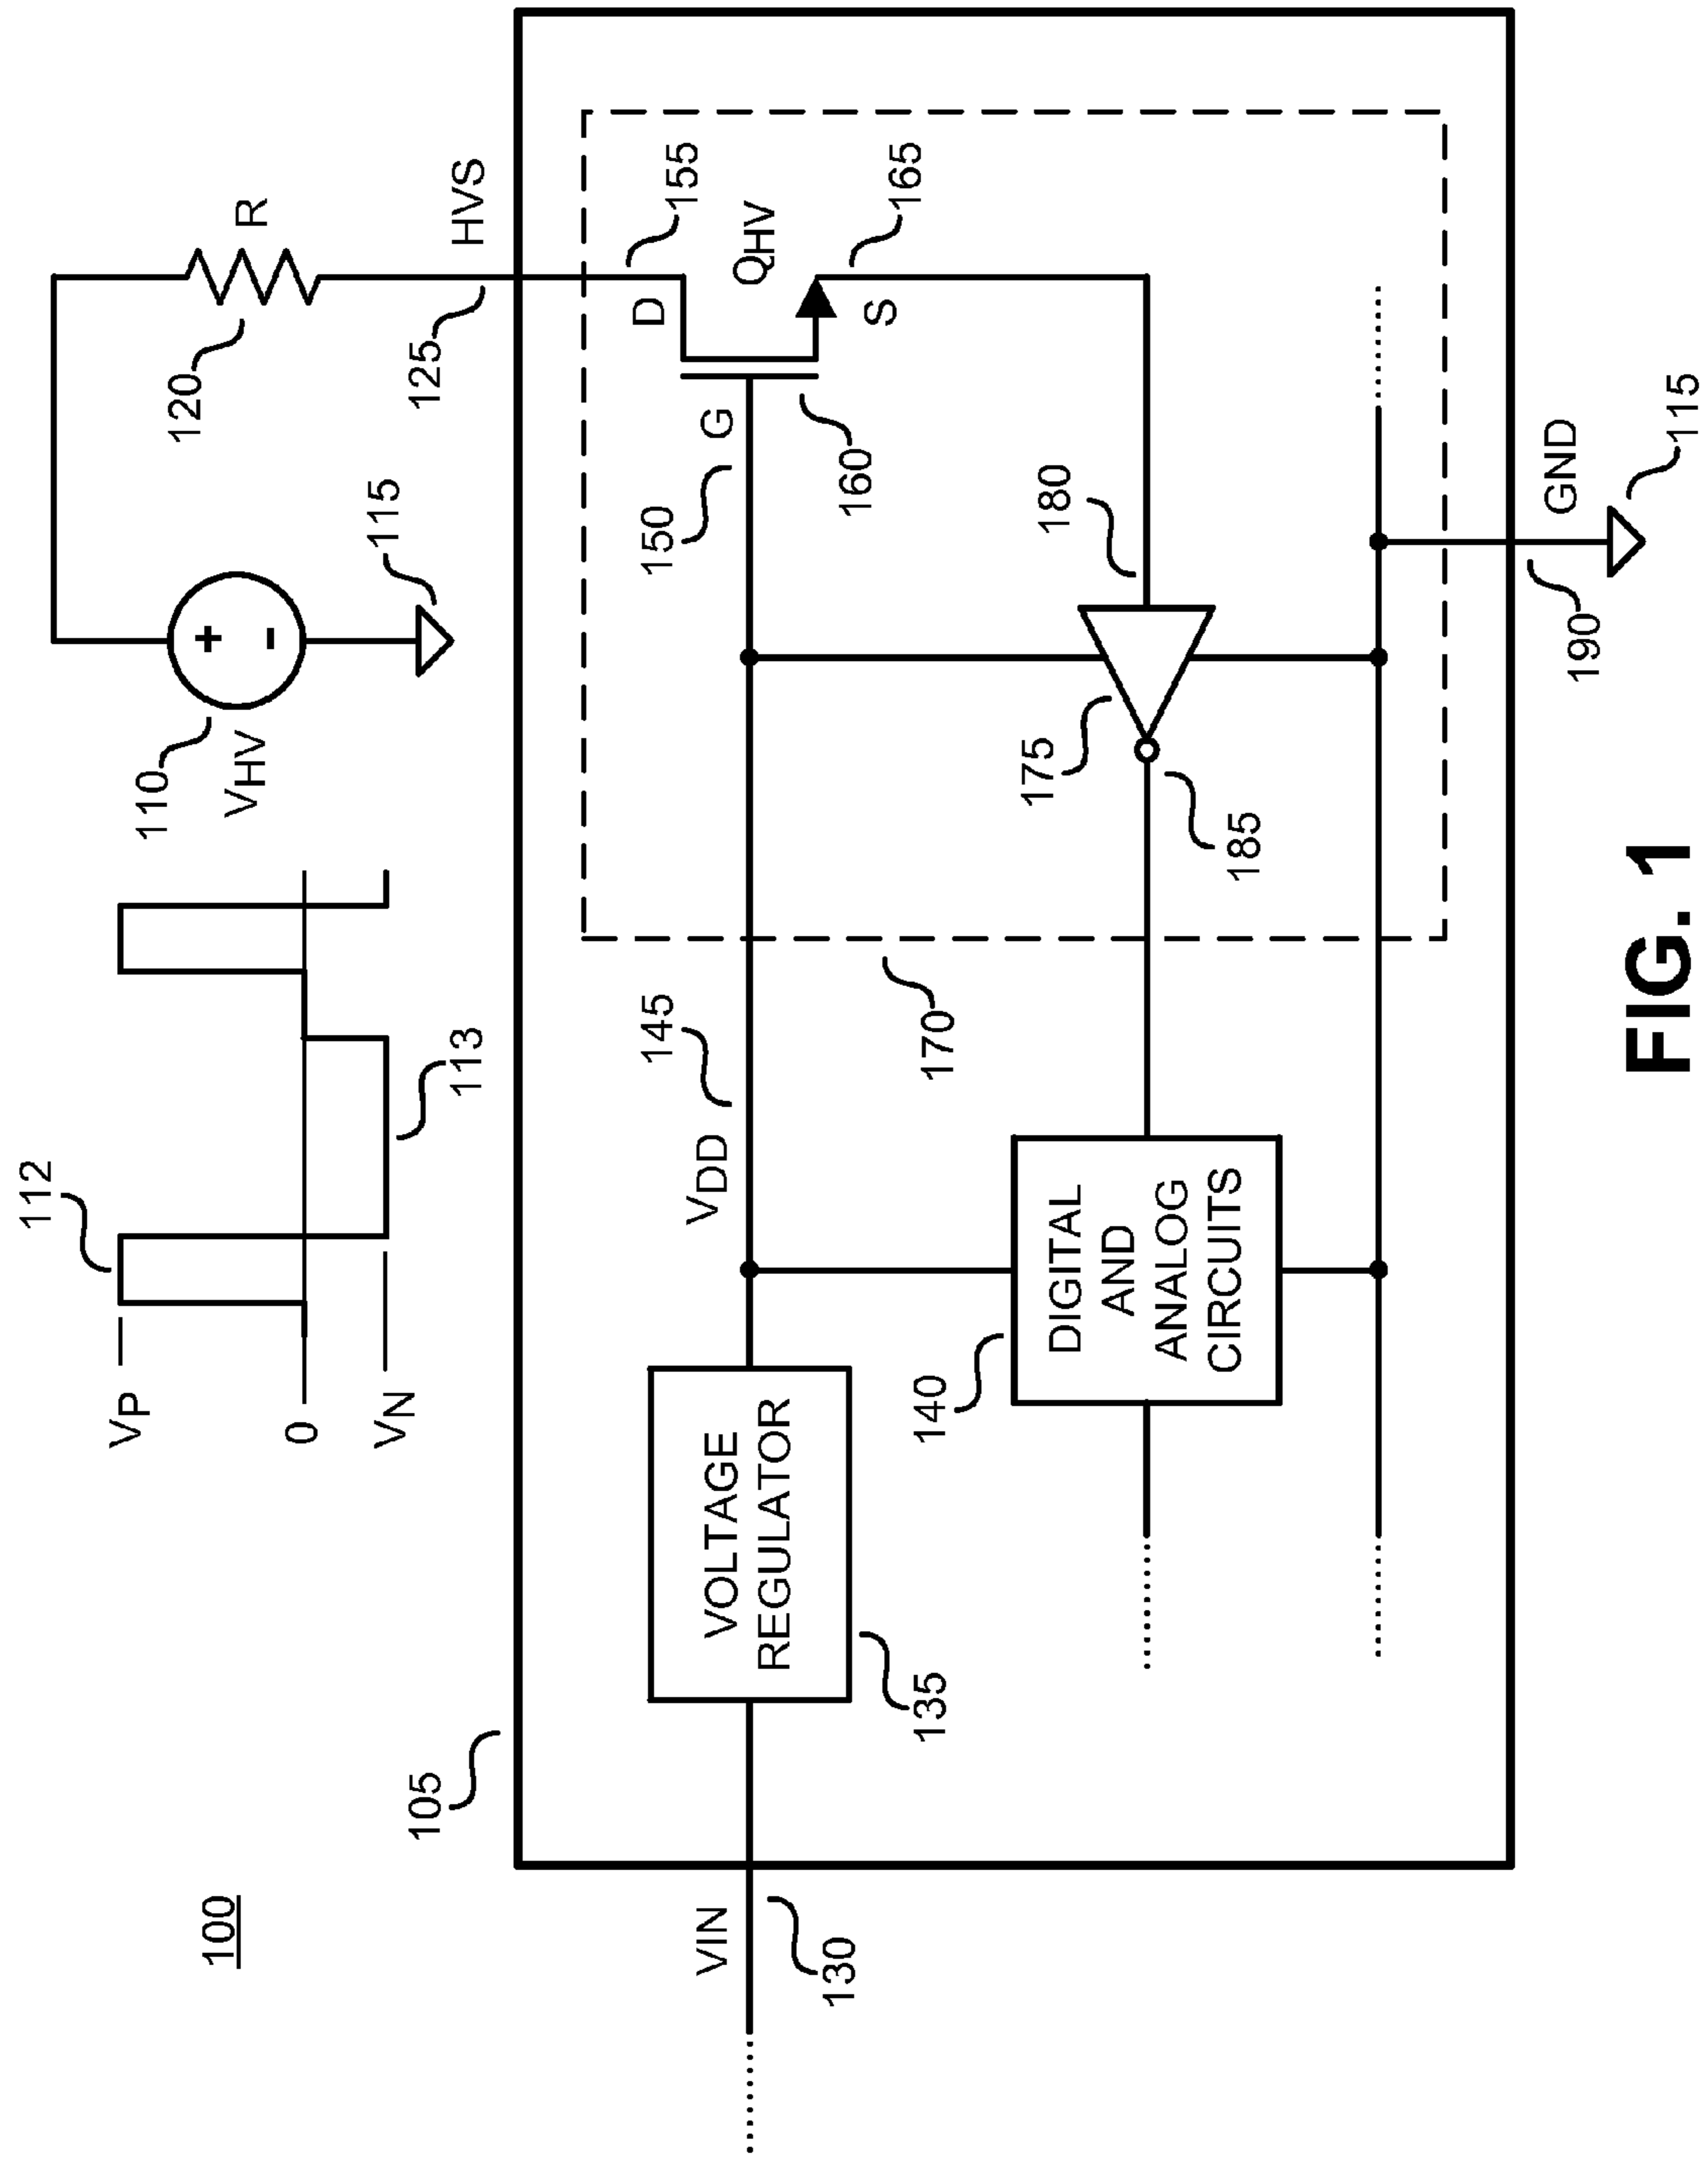 100
112
VP
0
VN
113
110
VHV
+
-
115
120
R
125
HVS
105
VIN
130
VOLTAGE
REGULATOR
135
VDD
145
150
G
D
155
QHV
160
S
165
170
140
DIGITAL
AND
ANALOG
CIRCUITS
175
180
185
190
GND
115
FIG. 1